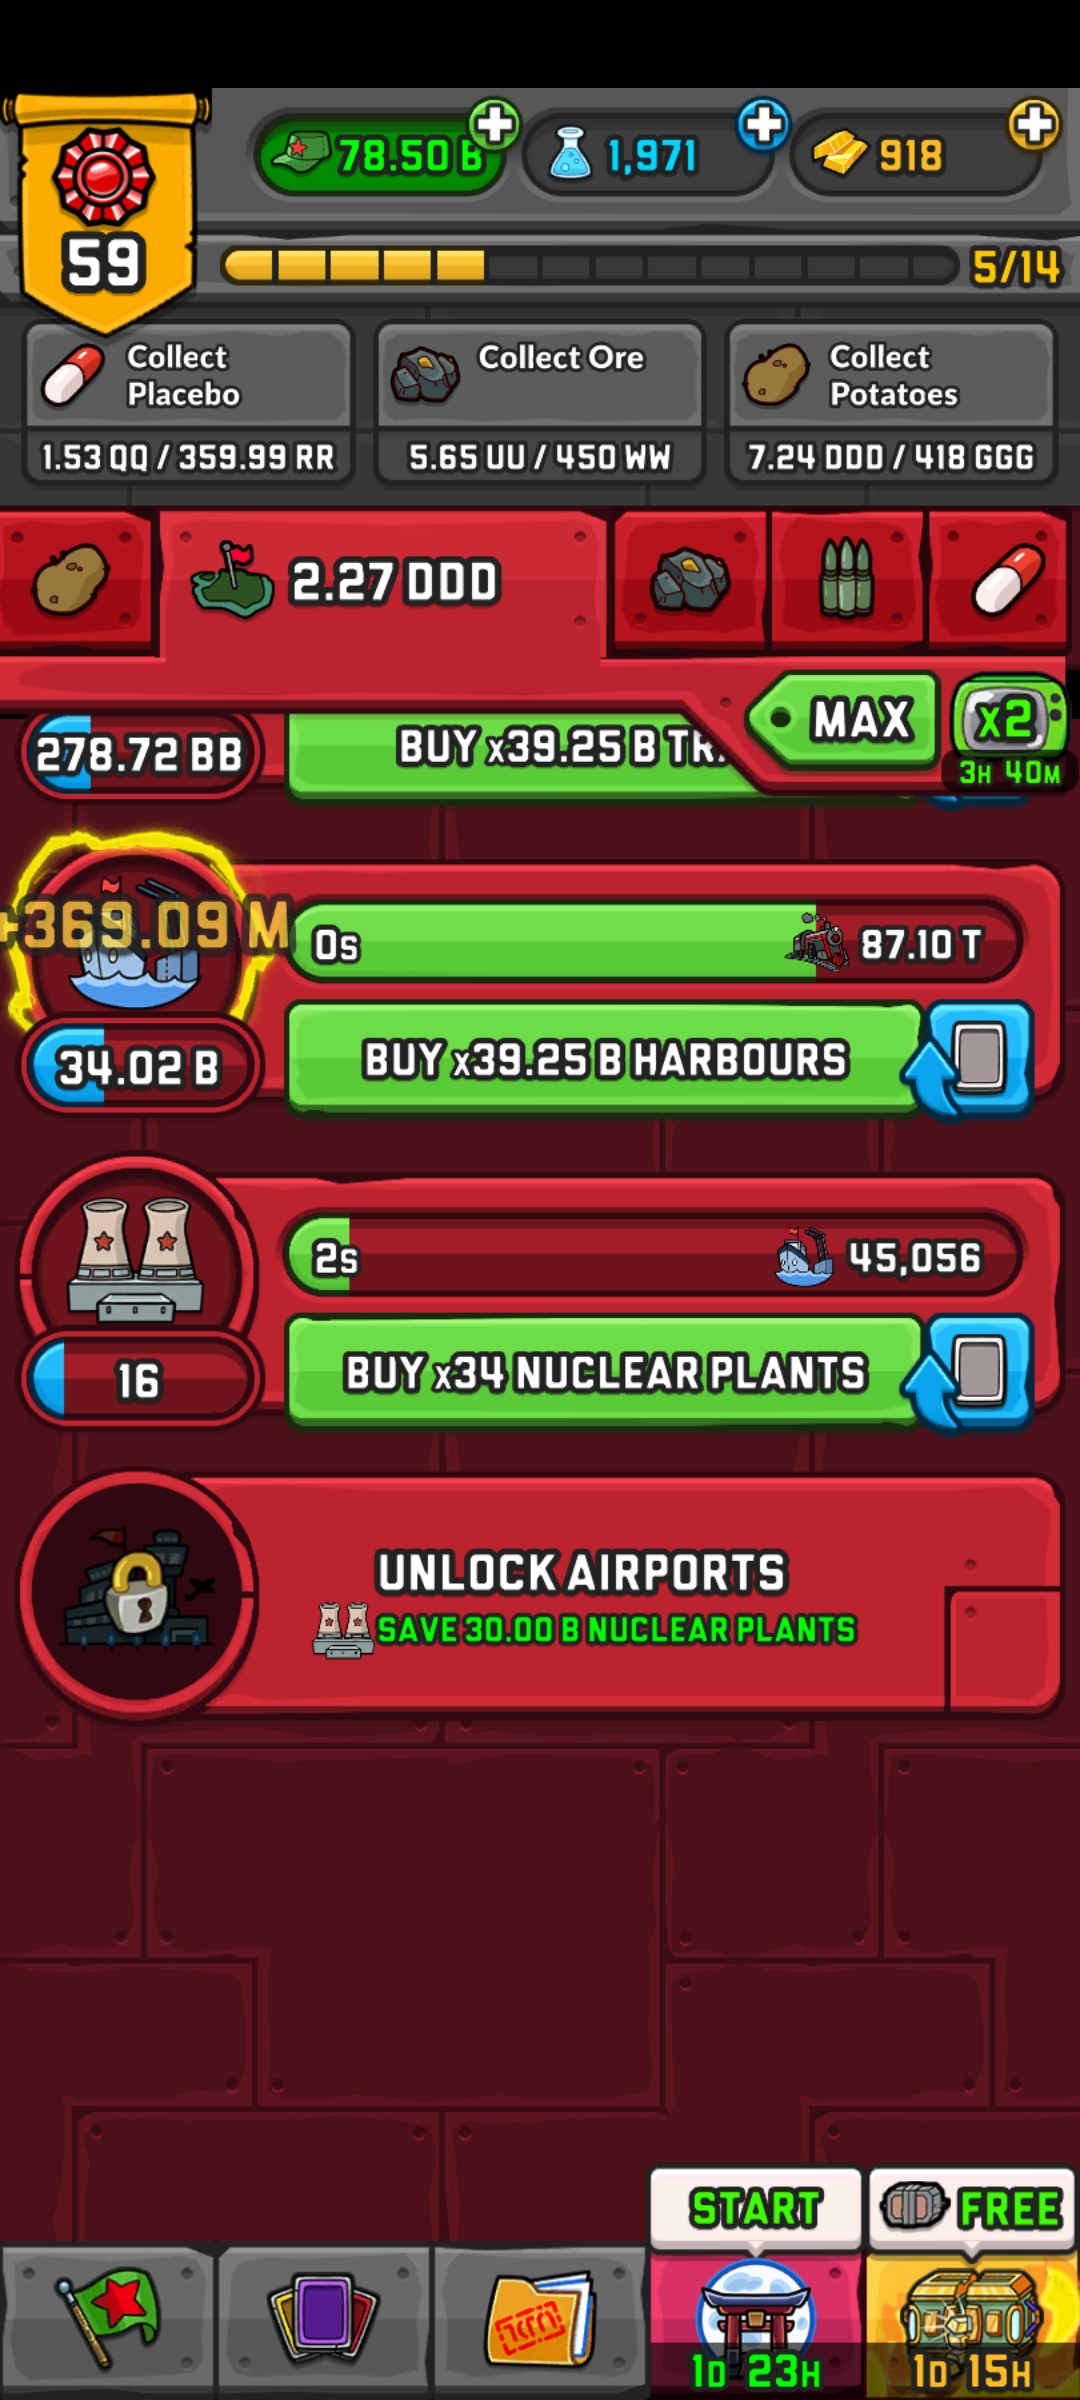 78.50 B
1,971
918
59
5/14
Collect Placebo
1.53 QQ / 359.99 RR
Collect Ore
5.65 UU / 450 WW
Collect Potatoes
7.24 DDD / 418 GGG
2.27 DDD
MAX
x2
3H 40M
278.72 BB
BUY x39.25 B
+369.09 M
0s
87.10 T
34.02 B
BUY x39.25 B HARBOURS
2s
45,056
16
BUY x34 NUCLEAR PLANTS
UNLOCK AIRPORTS
SAVE 30.00 B NUCLEAR PLANTS
START
FREE
1D 23H
1D 15H